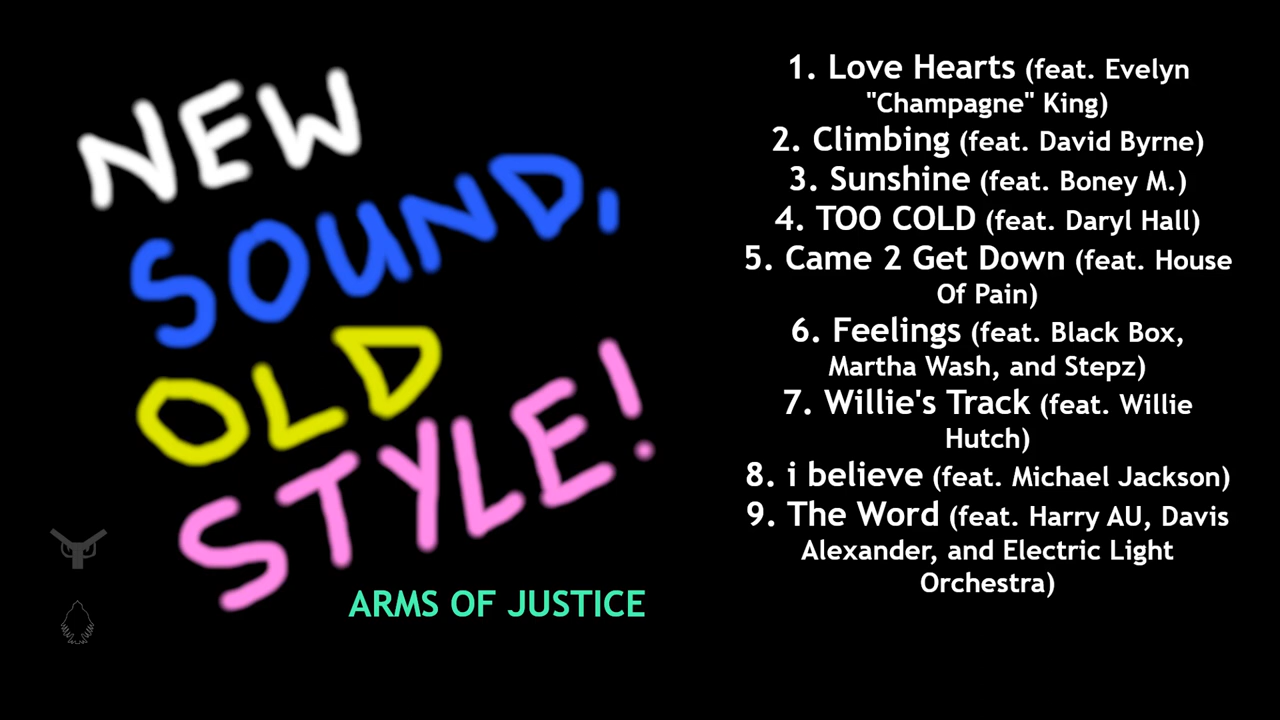 NEW
SOUND,
OLD
STYLE!
ARMS OF JUSTICE
1. Love Hearts (feat. Evelyn
"Champagne" King)
2. Climbing (feat. David Byrne)
3. Sunshine (feat. Boney M.)
4. TOO COLD (feat. Daryl Hall)
5. Came 2 Get Down (feat. House
Of Pain)
6. Feelings (feat. Black Box,
Martha Wash, and Stepz)
7. Willie's Track (feat. Willie
Hutch)
8. i believe (feat. Michael Jackson)
9. The Word (feat. Harry AU, Davis
Alexander, and Electric Light
Orchestra)